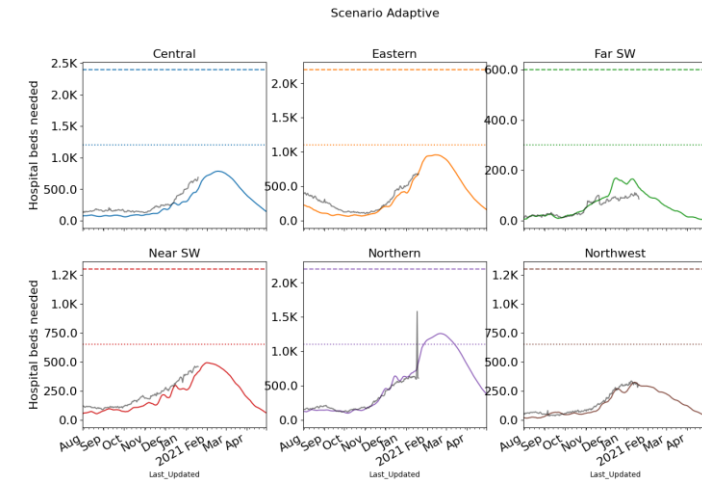 Scenario Adaptive
Central
Eastern
Far SW
Hospital beds needed
2.5K
2.0K
1.5K
1.0K
500.0
0.0
2.0K
1.5K
1.0K
500.0
0.0
600.0
400.0
200.0
0.0
Near SW
Northern
Northwest
Hospital beds needed
1.2K
1.0K
750.0
500.0
250.0
0.0
2.0K
1.5K
1.0K
500.0
0.0
1.2K
1.0K
750.0
500.0
250.0
0.0
Aug Sep Oct Nov Dec Jan 2021 Feb Mar Apr
Aug Sep Oct Nov Dec Jan 2021 Feb Mar Apr
Aug Sep Oct Nov Dec Jan 2021 Feb Mar Apr
Last_Updated
Last_Updated
Last_Updated